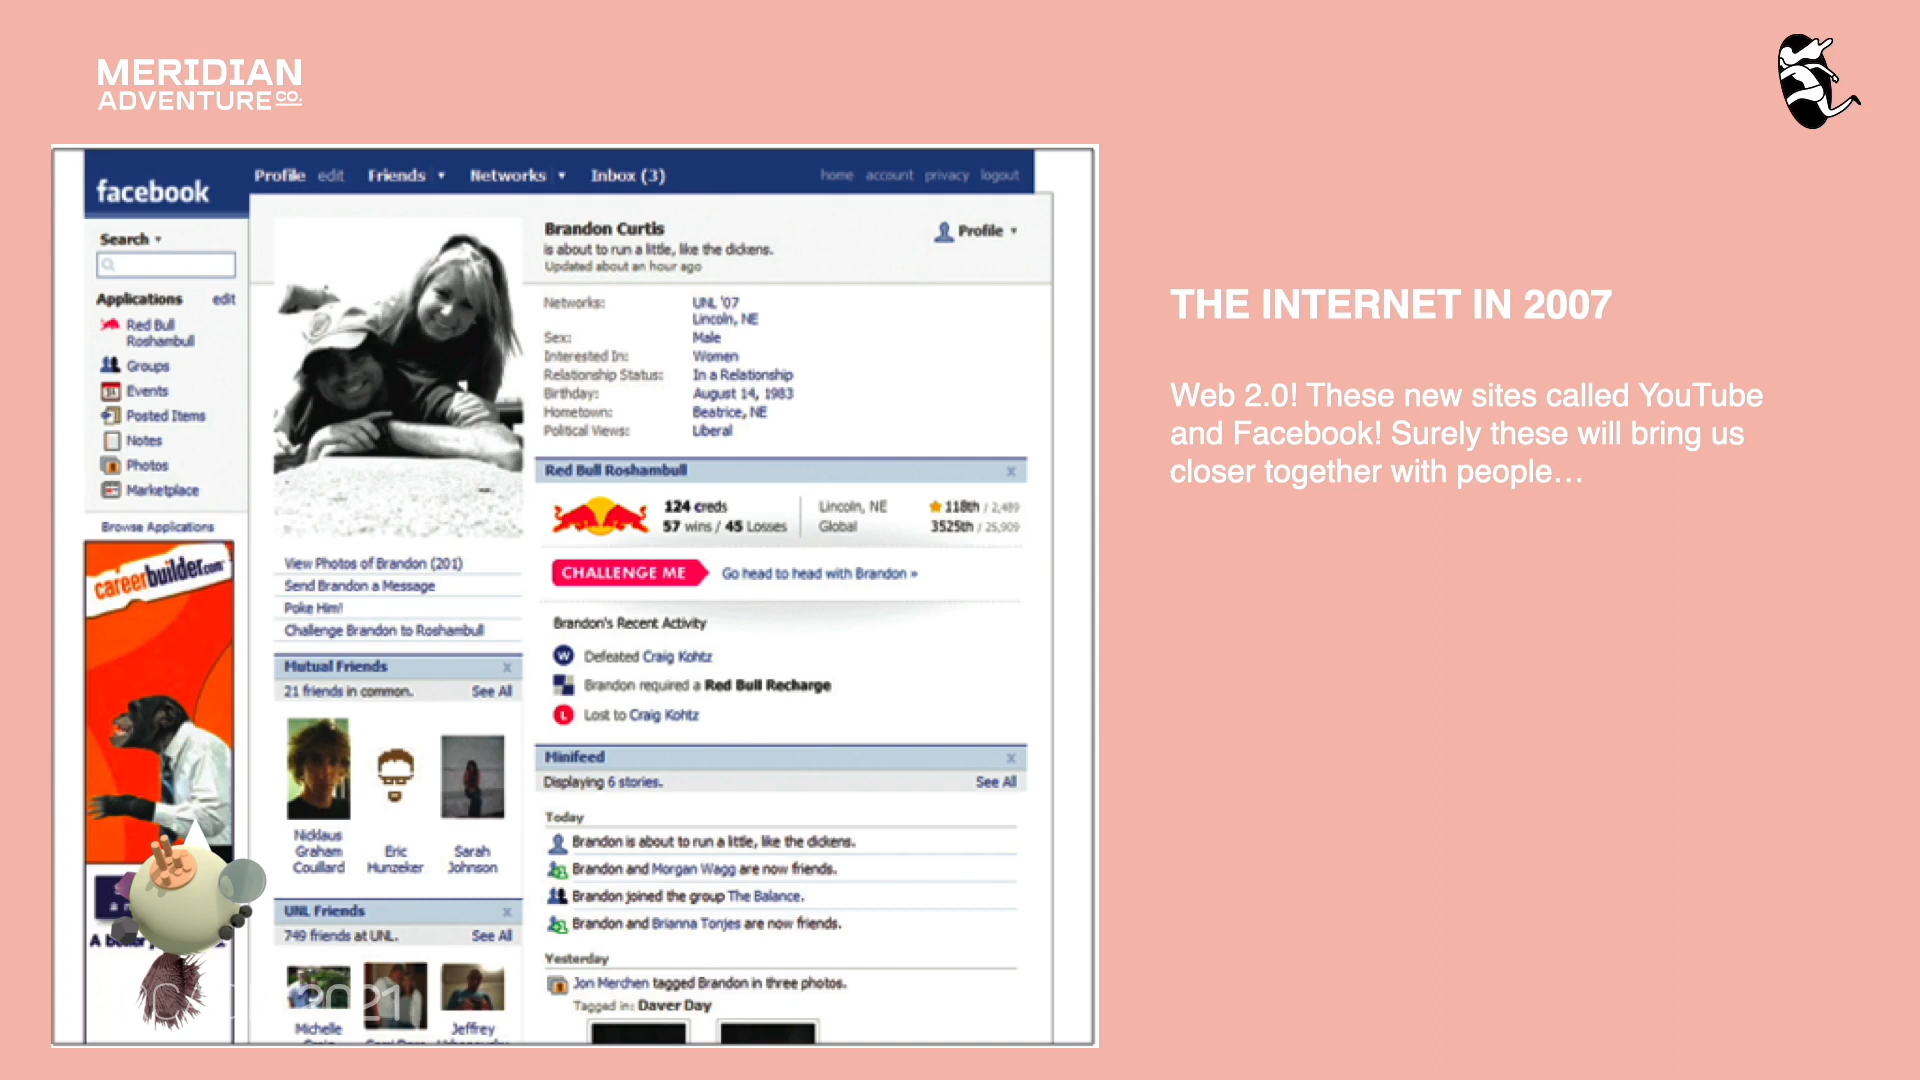 MERIDIAN
ADVENTURE CO.
facebook
Profile edit Friends Networks Inbox (3) home account privacy logout
Search
Applications edit
Red Bull
Roshambull
Groups
Events
Posted Items
Notes
Photos
Marketplace
Browse Applications
careerbuilder.com
Brandon Curtis
is about to run a little, like the dickens.
Updated about an hour ago
Profile
Networks: UNL '07
Lincoln, NE
Sex: Male
Interested In: Women
Relationship Status: In a Relationship
Birthday: August 14, 1983
Hometown: Beatrice, NE
Political Views: Liberal
Red Bull Roshambull x
124 creds Lincoln, NE 118th / 2,489
57 wins / 45 Losses Global 3525th / 25,909
CHALLENGE ME Go head to head with Brandon »
Brandon's Recent Activity
W Defeated Craig Kohtz
Brandon required a Red Bull Recharge
L Lost to Craig Kohtz
View Photos of Brandon (201)
Send Brandon a Message
Poke Him!
Challenge Brandon to Roshambull
Mutual Friends x
21 friends in common. See All
Nicklaus
Graham
Couillard
Eric
Hunzeker
Sarah
Johnson
UNL Friends x
749 friends at UNL. See All
Michelle
Jeffrey
Minifeed x
Displaying 6 stories. See All
Today
Brandon is about to run a little, like the dickens.
Brandon and Morgan Wagg are now friends.
Brandon joined the group The Balance.
Brandon and Brianna Tonjes are now friends.
Yesterday
Jon Merchen tagged Brandon in three photos.
Tagged in: Daver Day
2021
THE INTERNET IN 2007
Web 2.0! These new sites called YouTube
and Facebook! Surely these will bring us
closer together with people…